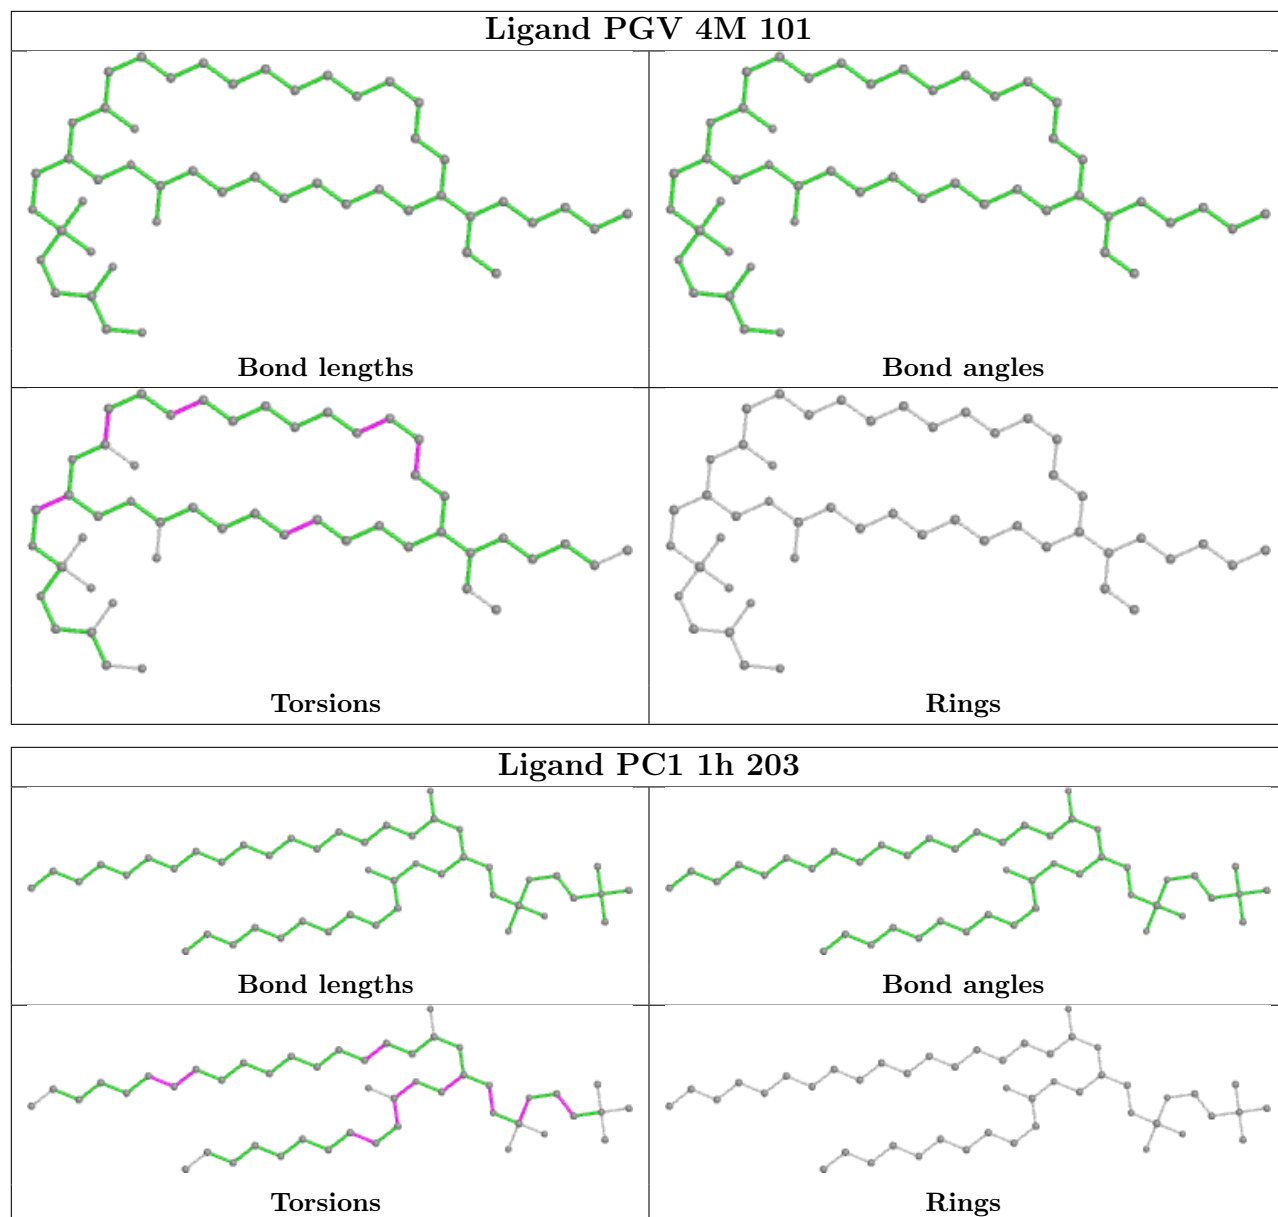 Ligand PGV 4M 101
Bond lengths
Bond angles
Torsions
Rings
Ligand PC1 1h 203
Bond lengths
Bond angles
Torsions
Rings